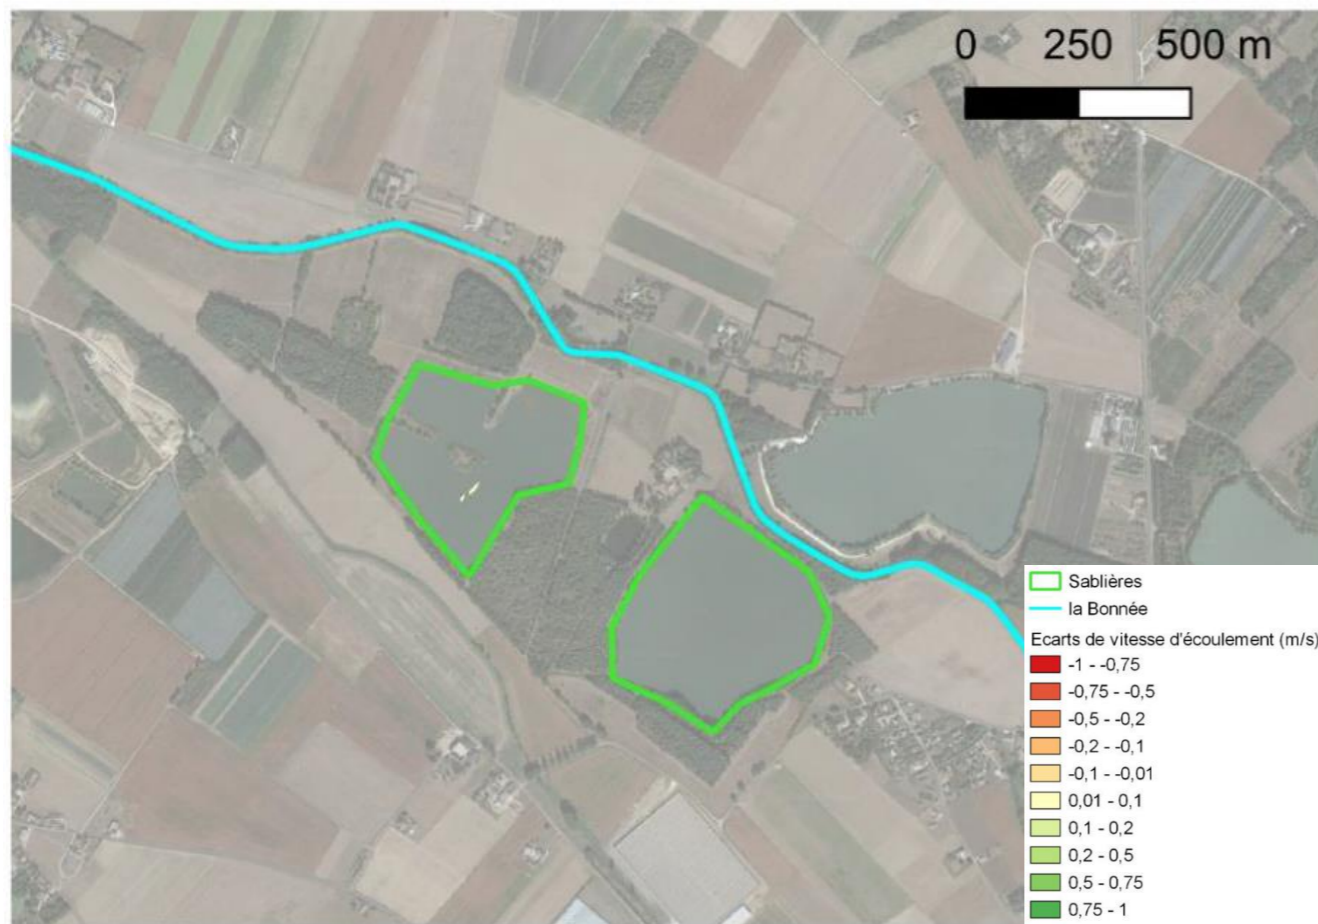 0 250 500 m
Sablières
la Bonnée
Ecarts de vitesse d'écoulement (m/s)
-1 - -0,75
-0,75 - -0,5
-0,5 - -0,2
-0,2 - -0,1
-0,1 - -0,01
0,01 - 0,1
0,1 - 0,2
0,2 - 0,5
0,5 - 0,75
0,75 - 1